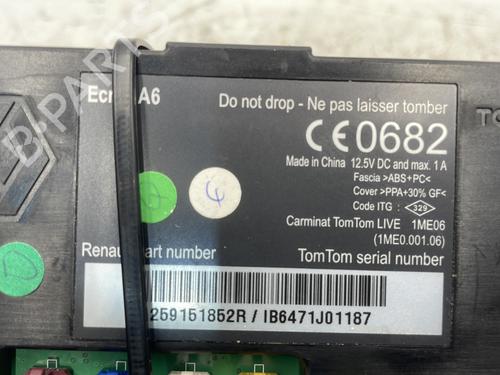 Ecr A6
Do not drop - Ne pas laisser tomber
CE0682
Made in China 12.5V DC and max. 1 A
Fascia >ABS+PC<
Cover >PPA+30% GF<
Code ITG : 329
Carminat TomTom LIVE 1ME06
(1ME0.001.06)
Renau part number
TomTom serial number
259151852R / IB6471J01187
B-PARTS